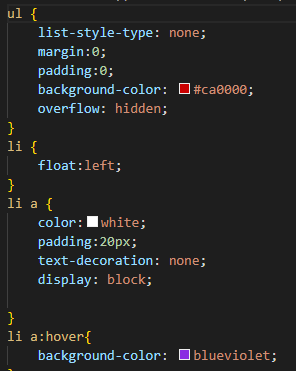 ul {
    list-style-type: none;
    margin:0;
    padding:0;
    background-color: #ca0000;
    overflow: hidden;
}
li {
    float:left;
}
li a {
    color:white;
    padding:20px;
    text-decoration: none;
    display: block;

}
li a:hover{
    background-color: blueviolet;